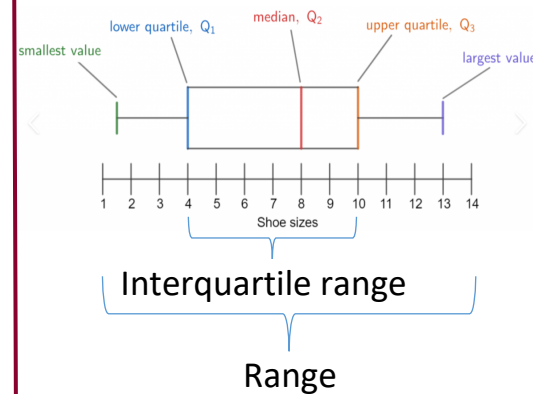 median, Q₂
lower quartile, Q₁
upper quartile, Q₃
smallest value
largest value
1 2 3 4 5 6 7 8 9 10 11 12 13 14
Shoe sizes
Interquartile range
Range